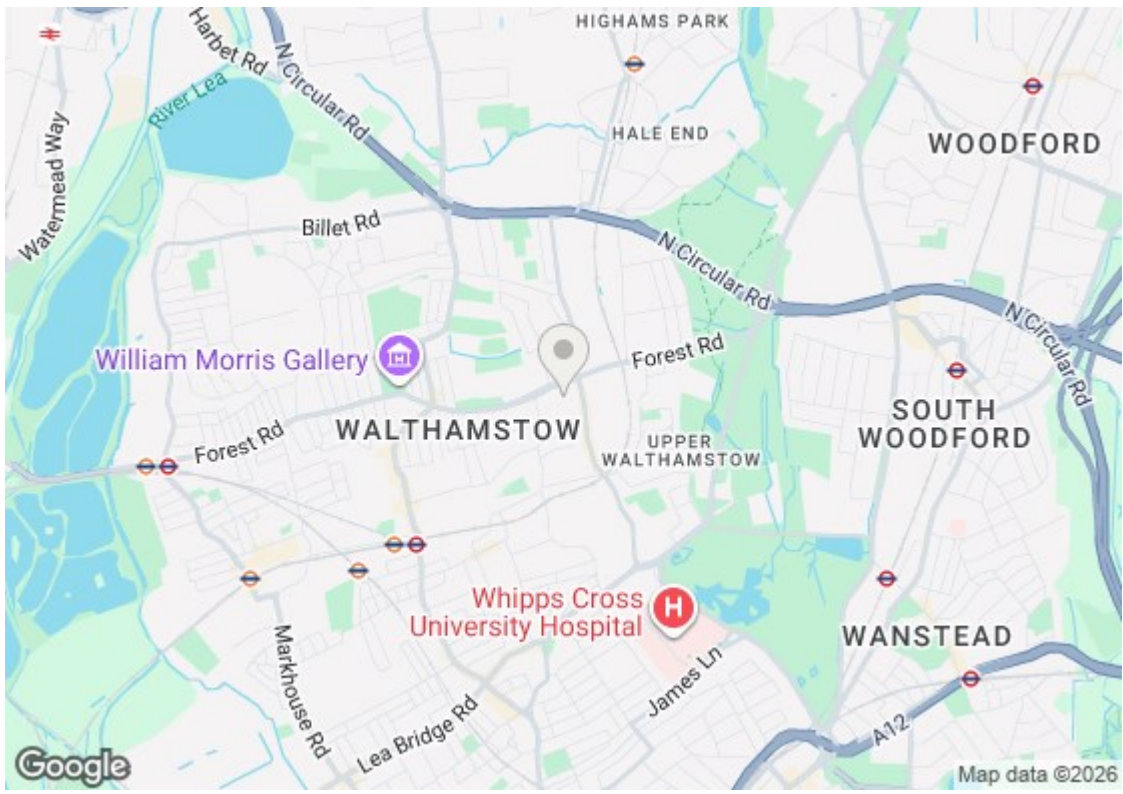 HIGHAMS PARK
Harbet Rd
N Circular Rd
River Lea
HALE END
WOODFORD
Watermead Way
Billet Rd
N Circular Rd
N Circular Rd
William Morris Gallery
Forest Rd
WALTHAMSTOW
SOUTH
WOODFORD
Forest Rd
UPPER
WALTHAMSTOW
Whipps Cross
University Hospital
H
WANSTEAD
Markhouse Rd
James Ln
Lea Bridge Rd
A12
Google
Map data ©2026